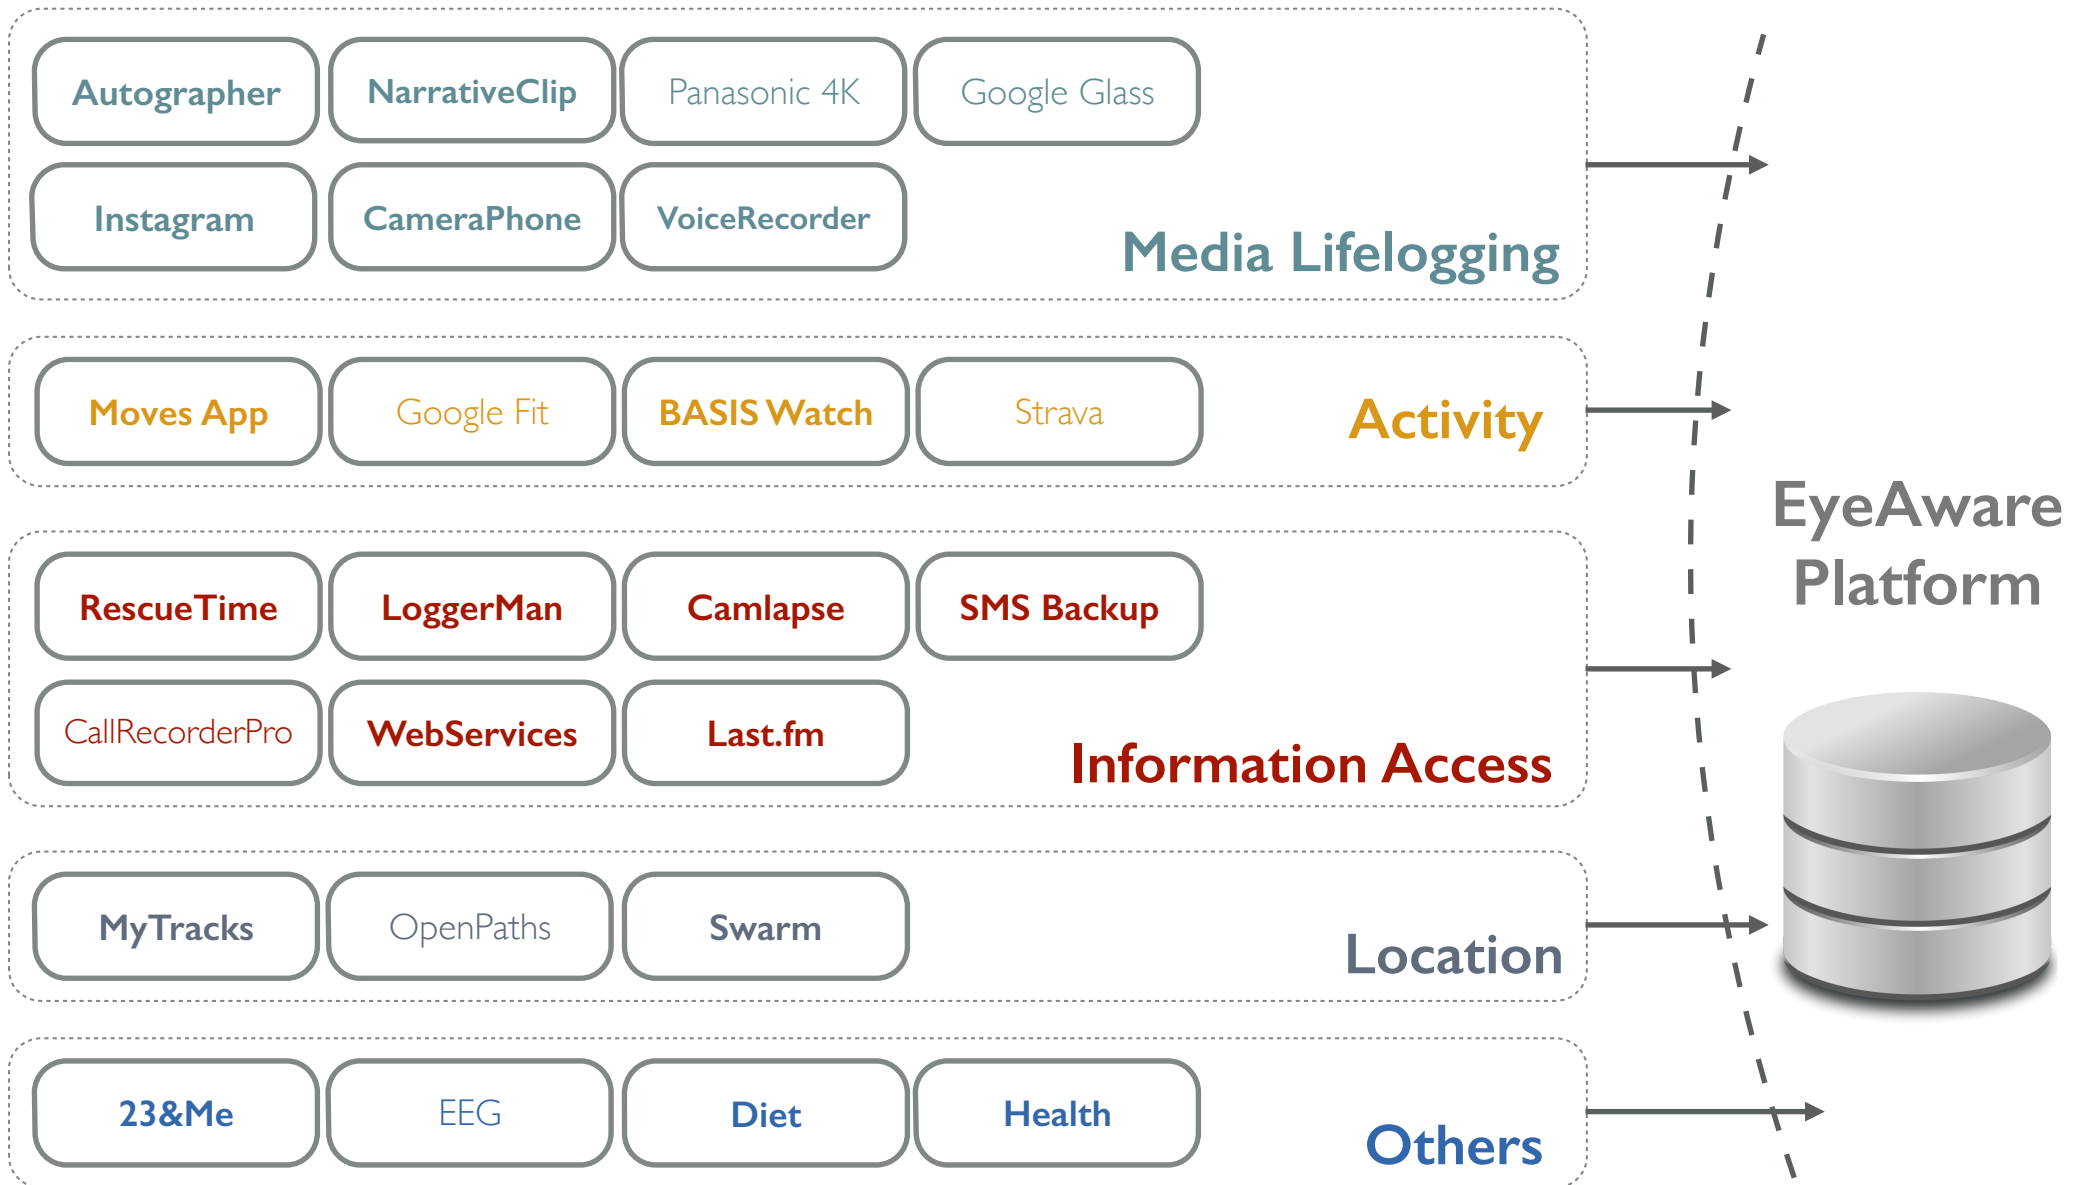 Autographer
NarrativeClip
Panasonic 4K
Google Glass
Instagram
CameraPhone
VoiceRecorder
Media Lifelogging
Moves App
Google Fit
BASIS Watch
Strava
Activity
RescueTime
LoggerMan
Camlapse
SMS Backup
CallRecorderPro
WebServices
Last.fm
Information Access
MyTracks
OpenPaths
Swarm
Location
23&Me
EEG
Diet
Health
Others
EyeAware
Platform